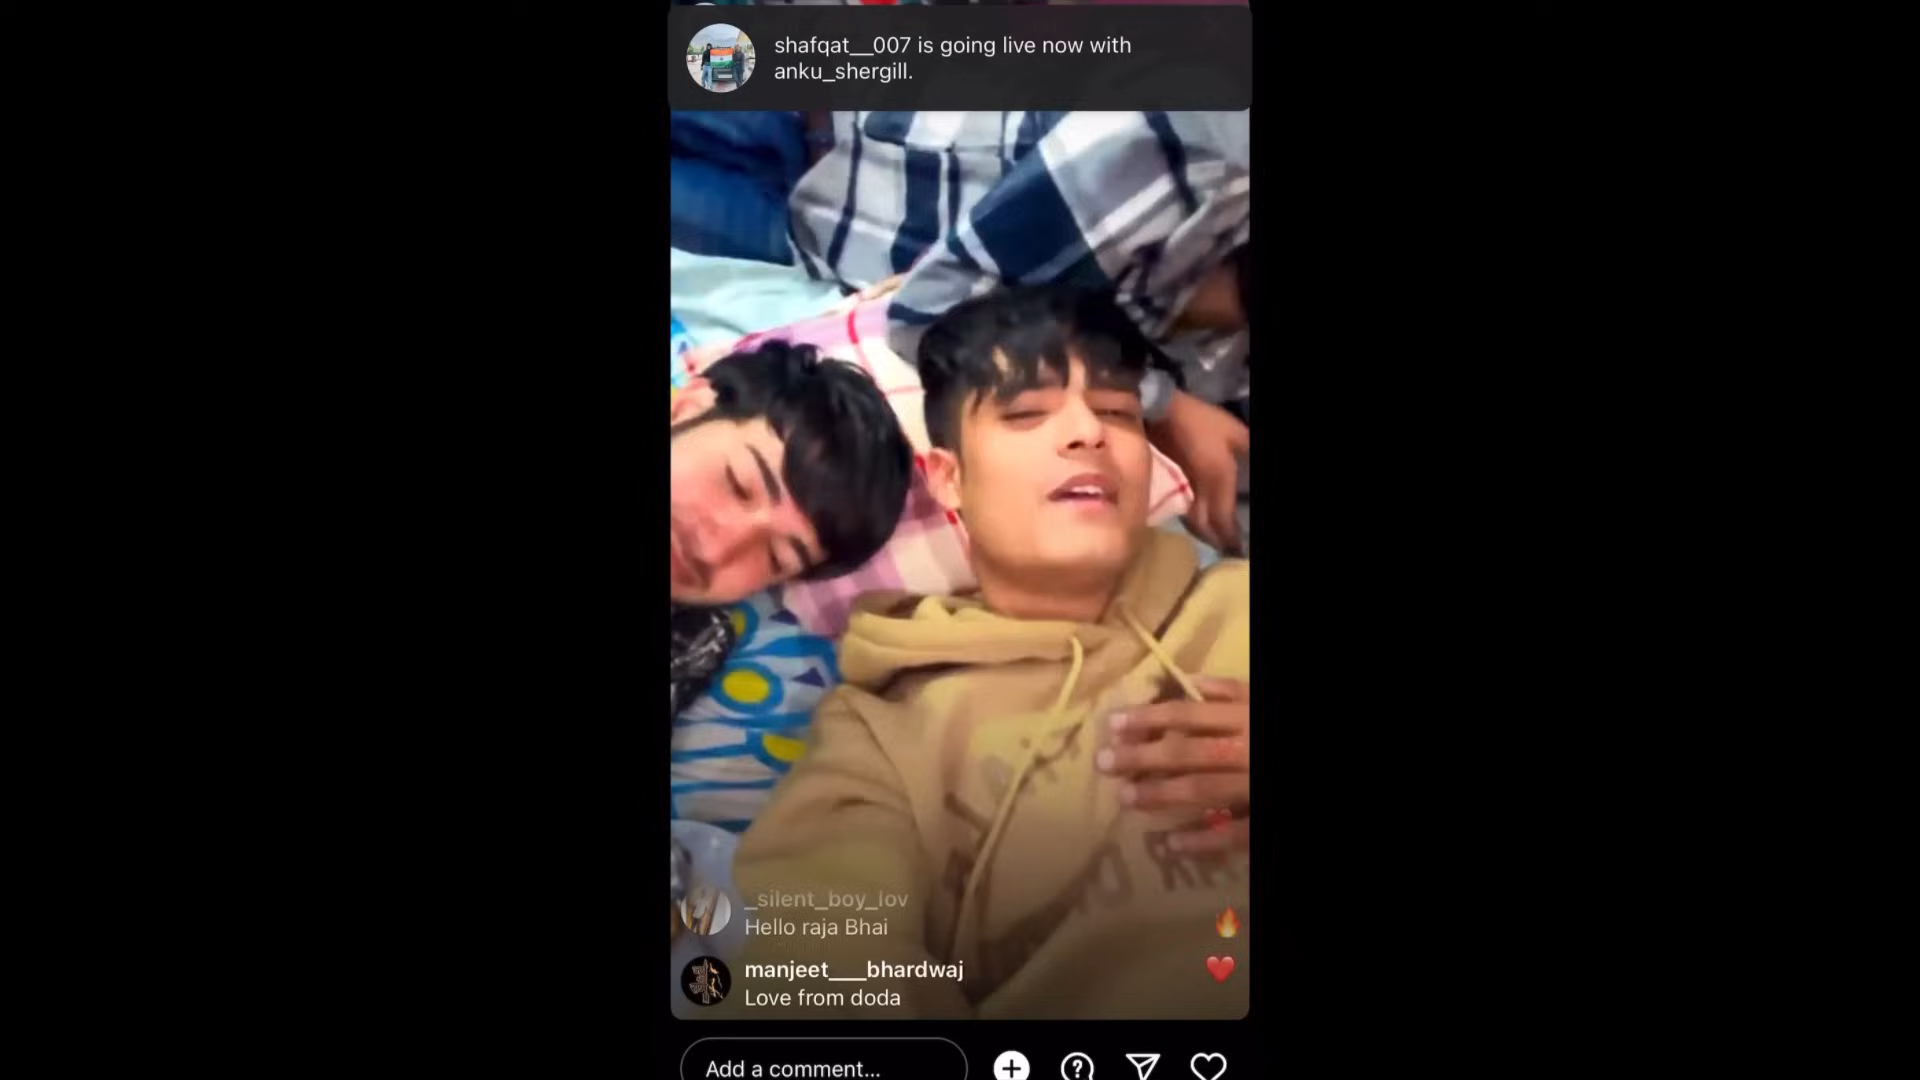 shafqat__007 is going live now with
anku_shergill.
_silent_boy_lov
Hello raja Bhai
manjeet___bhardwaj
Love from doda
Add a comment...